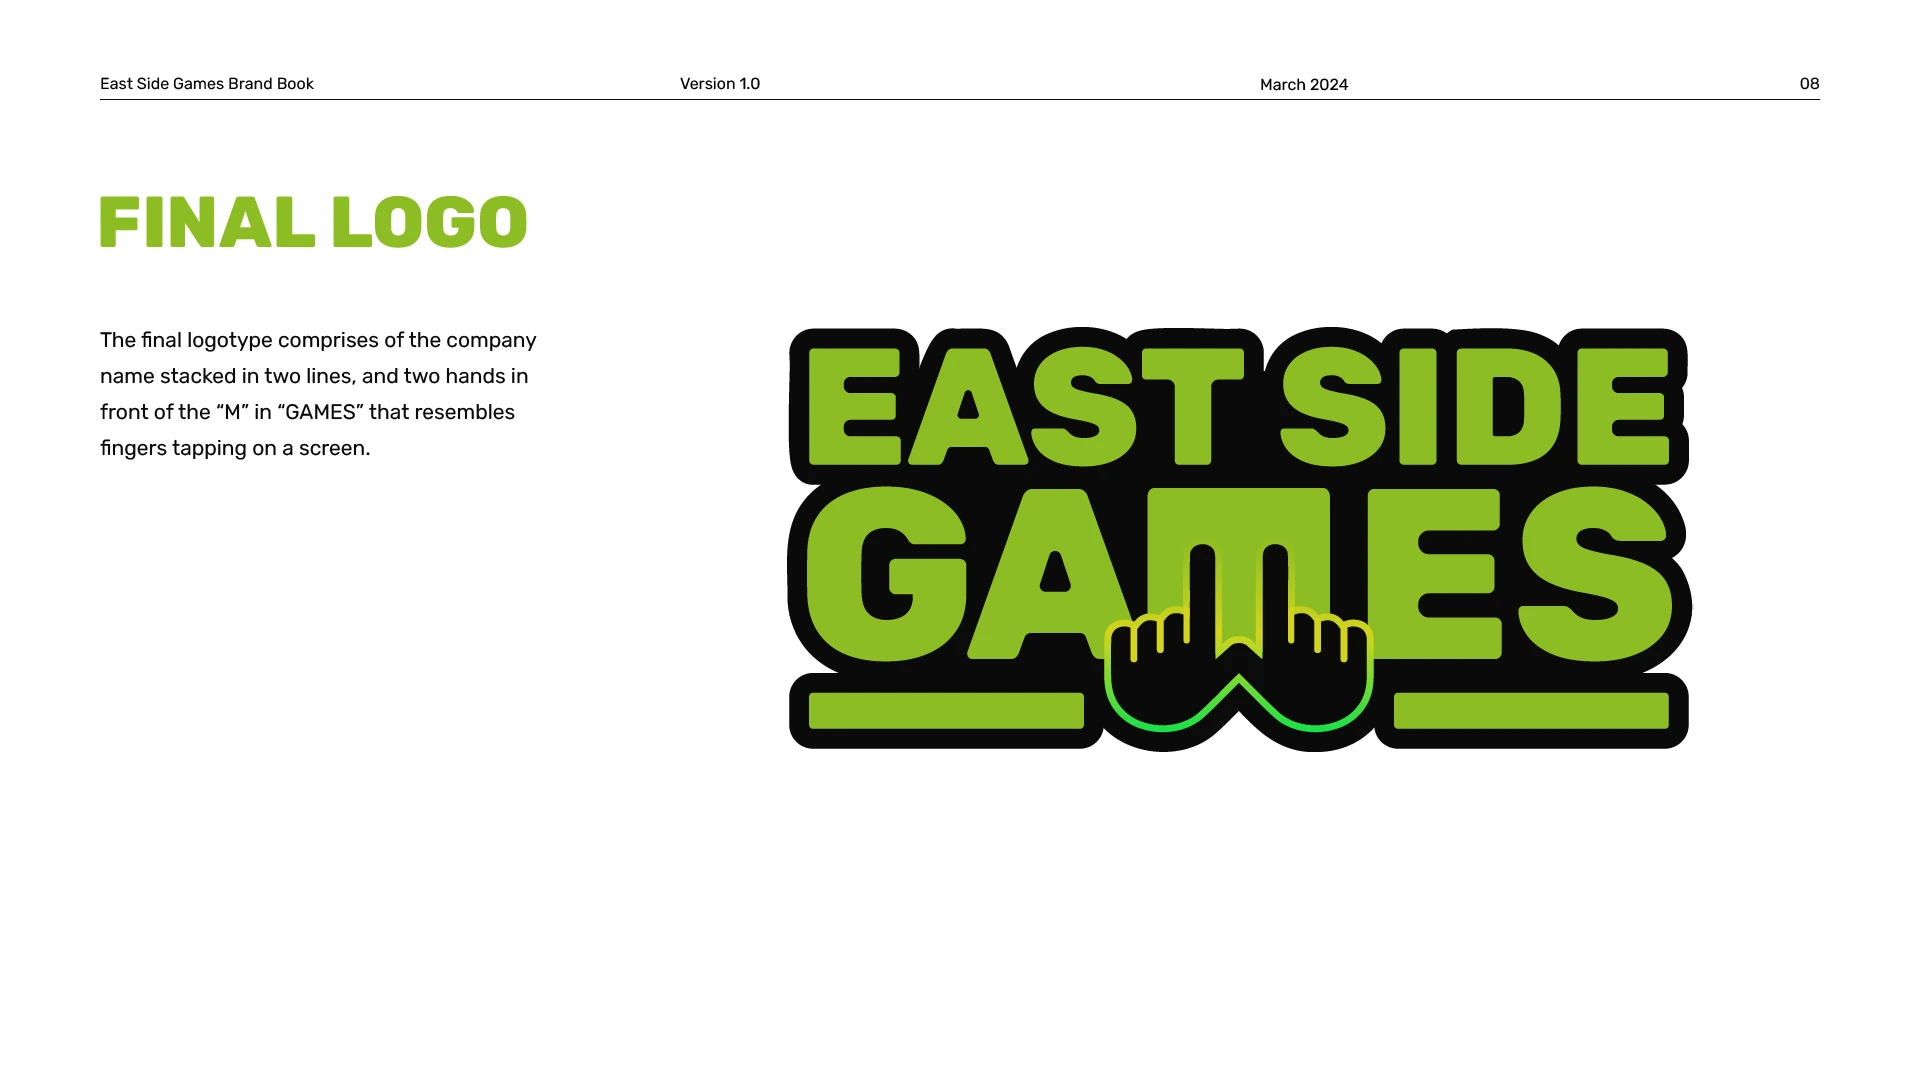 East Side Games Brand Book
Version 1.0
March 2024
08
FINAL LOGO
The final logotype comprises of the company
name stacked in two lines, and two hands in
front of the “M” in “GAMES” that resembles
fingers tapping on a screen.
EAST SIDE
GAMES